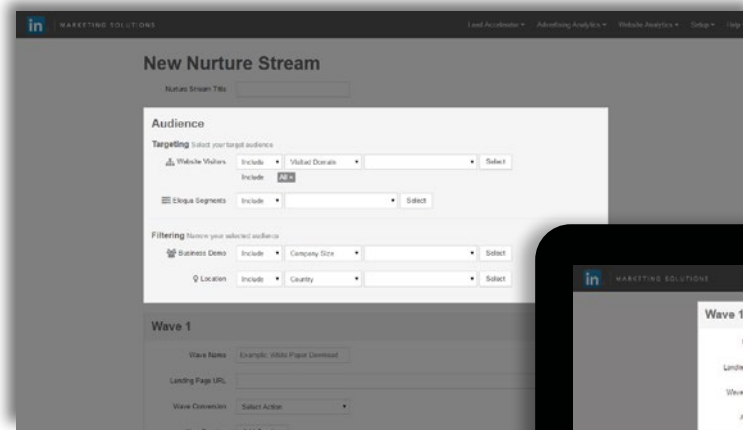 in MARKETING SOLUTIONS Lead Accelerator Advertising Analytics Website Analytics Setup Help
New Nurture Stream
Nurture Stream Title
Audience
Targeting Select your target audience
Website Visitors Include Visited Domain Select
Include All ×
Eloqua Segments Include Select
Filtering Narrow your selected audience
Business Demo Include Company Size Select
Location Include Country Select
Wave 1
Wave Name Example: White Paper Download
Landing Page URL
Wave Conversion Select Action
in MARKETING SOLUTIONS
Wave 1